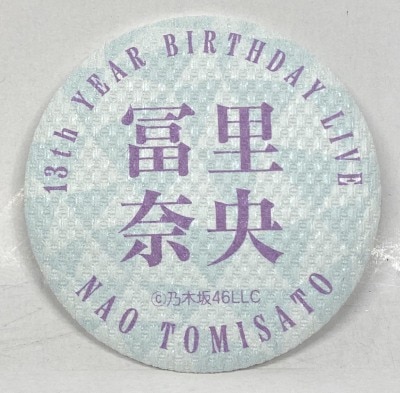 13th YEAR BIRTHDAY LIVE
冨里
奈央
©乃木坂46LLC
NAO TOMISATO